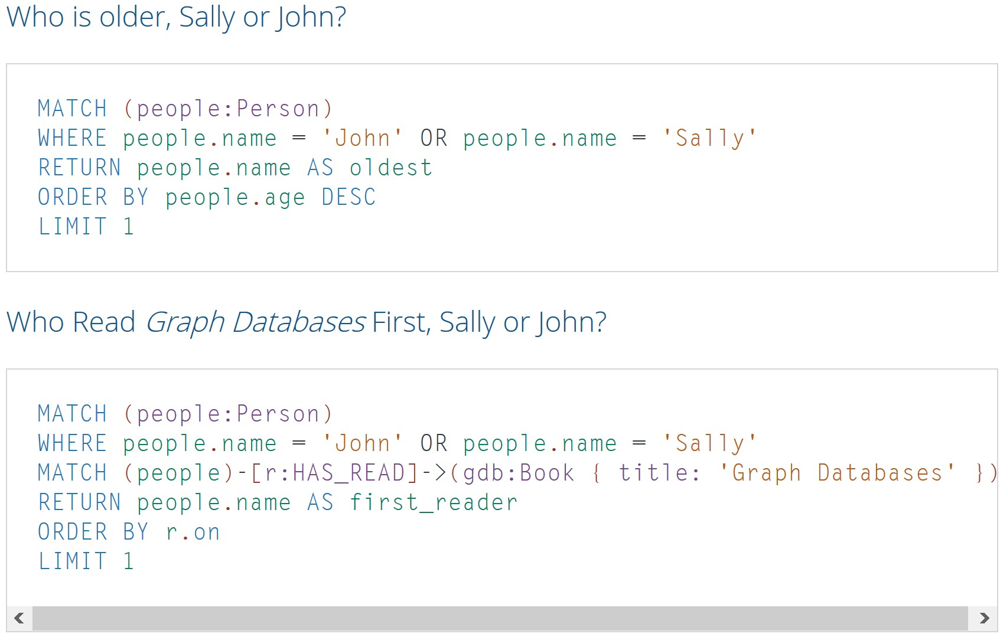 Who is older, Sally or John?
MATCH (people:Person)
WHERE people.name = 'John' OR people.name = 'Sally'
RETURN people.name AS oldest
ORDER BY people.age DESC
LIMIT 1
Who Read Graph Databases First, Sally or John?
MATCH (people:Person)
WHERE people.name = 'John' OR people.name = 'Sally'
MATCH (people)-[r:HAS_READ]->(gdb:Book { title: 'Graph Databases' })
RETURN people.name AS first_reader
ORDER BY r.on
LIMIT 1